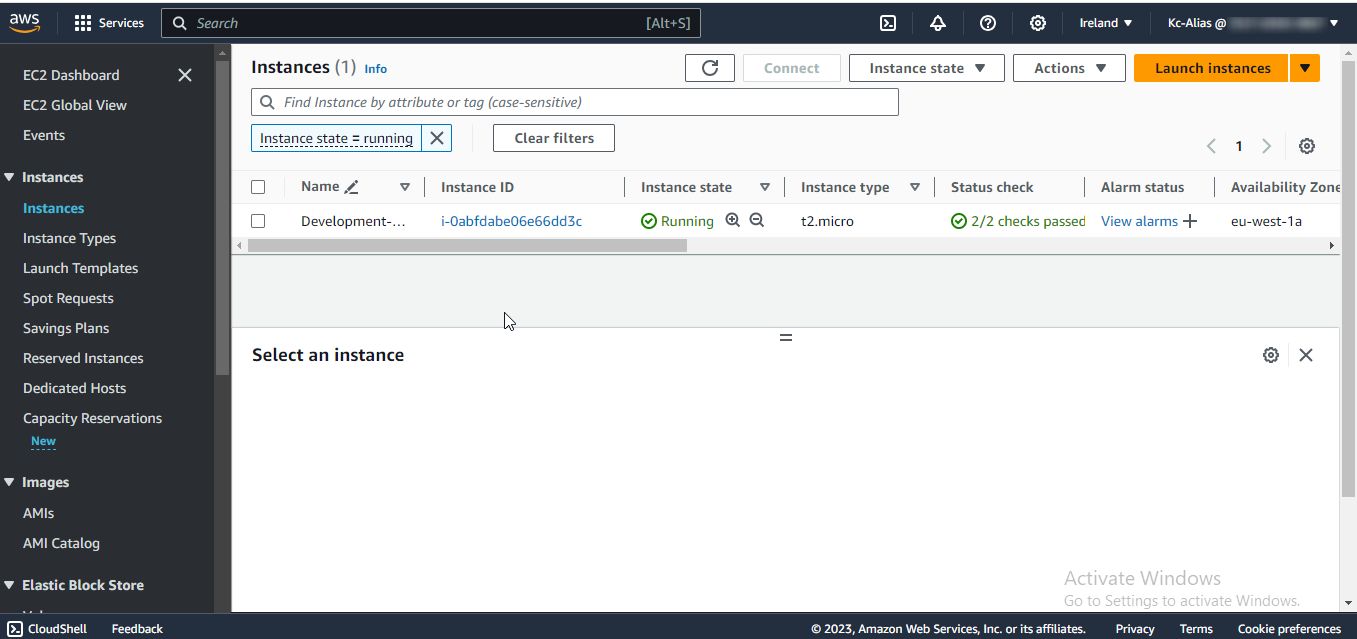 aws
Services
Search
[Alt+S]
Ireland
Kc-Alias @
EC2 Dashboard
EC2 Global View
Events
Instances
Instances
Instance Types
Launch Templates
Spot Requests
Savings Plans
Reserved Instances
Dedicated Hosts
Capacity Reservations
New
Images
AMIs
AMI Catalog
Elastic Block Store
Instances (1) Info
Connect
Instance state
Actions
Launch instances
Find Instance by attribute or tag (case-sensitive)
Instance state = running
Clear filters
1
Name Instance ID Instance state Instance type Status check Alarm status Availability Zone
Development-... i-0abfdabe06e66dd3c Running t2.micro 2/2 checks passed View alarms eu-west-1a
Select an instance
Activate Windows
Go to Settings to activate Windows.
CloudShell Feedback © 2023, Amazon Web Services, Inc. or its affiliates. Privacy Terms Cookie preferences